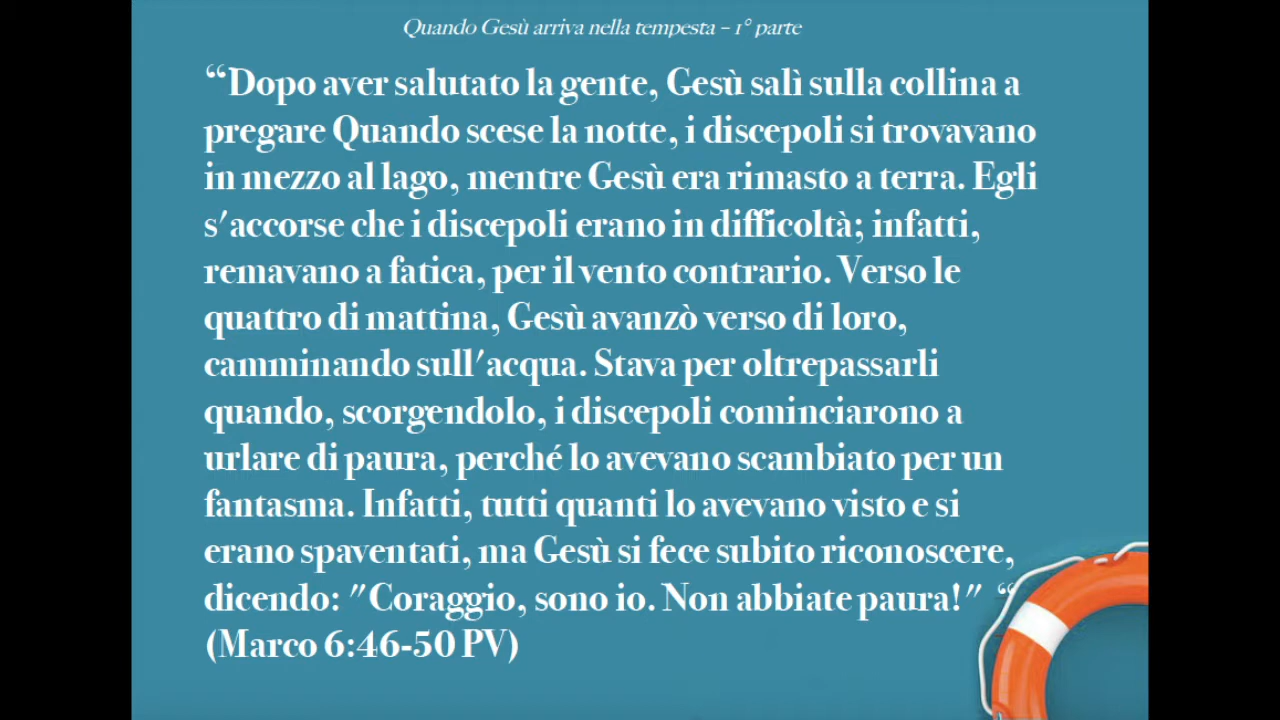 Quando Gesù arriva nella tempesta – 1° parte
“Dopo aver salutato la gente, Gesù salì sulla collina a
pregare Quando scese la notte, i discepoli si trovavano
in mezzo al lago, mentre Gesù era rimasto a terra. Egli
s'accorse che i discepoli erano in difficoltà; infatti,
remavano a fatica, per il vento contrario. Verso le
quattro di mattina, Gesù avanzò verso di loro,
camminando sull'acqua. Stava per oltrepassarli
quando, scorgendolo, i discepoli cominciarono a
urlare di paura, perché lo avevano scambiato per un
fantasma. Infatti, tutti quanti lo avevano visto e si
erano spaventati, ma Gesù si fece subito riconoscere,
dicendo: "Coraggio, sono io. Non abbiate paura!" “
(Marco 6:46-50 PV)